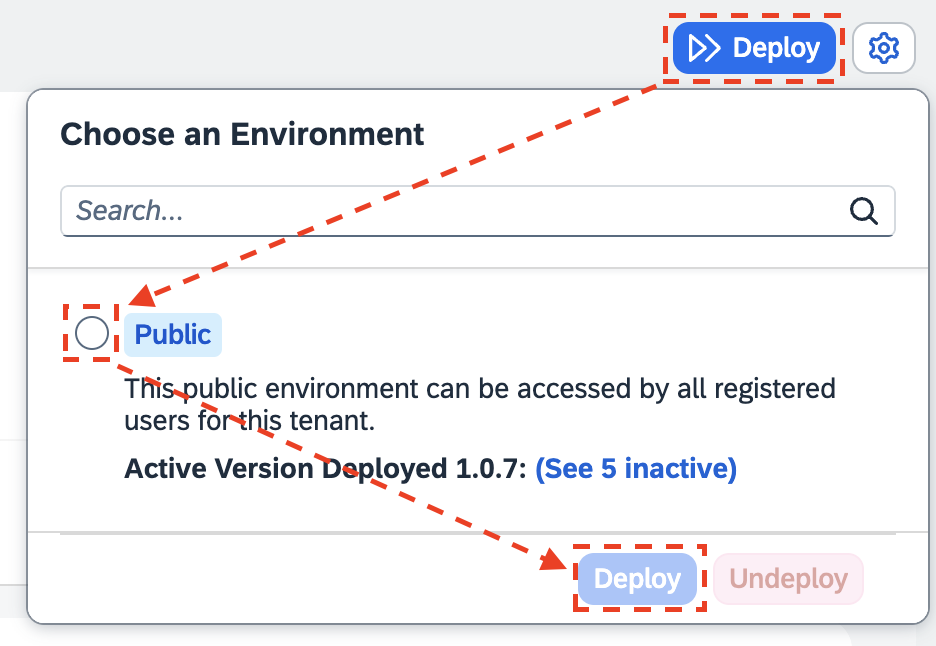 Deploy
Choose an Environment
Search...
Public
This public environment can be accessed by all registered
users for this tenant.
Active Version Deployed 1.0.7: (See 5 inactive)
Deploy
Undeploy